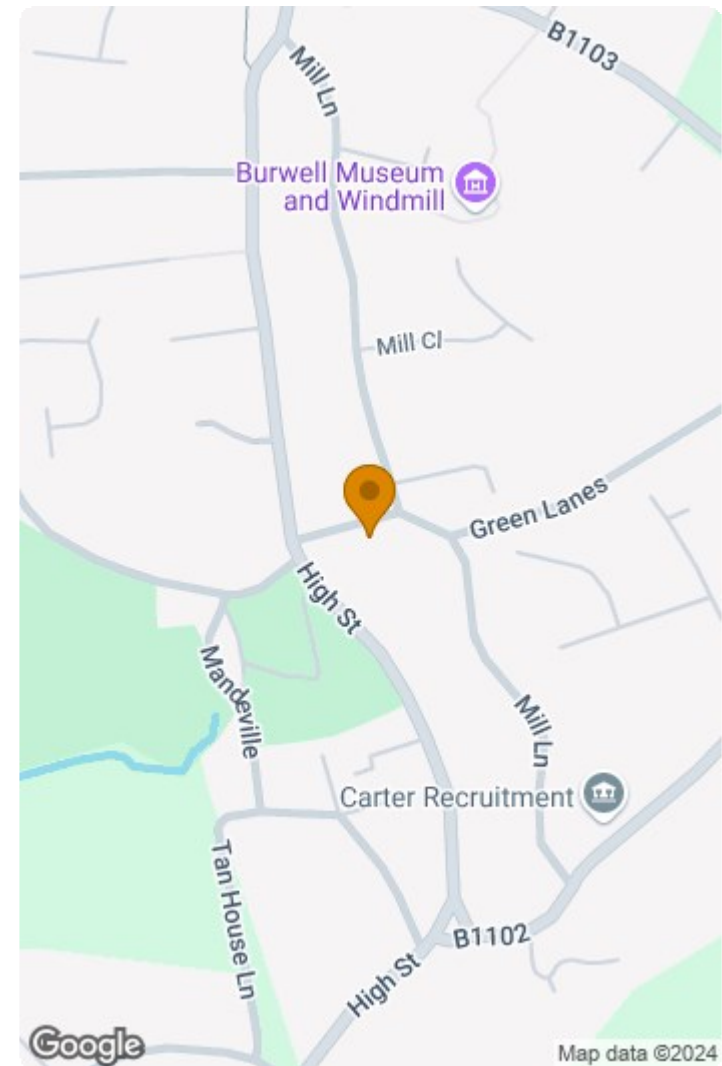 B1103
Mill Ln
Burwell Museum
and Windmill
Mill Cl
Green Lanes
High St
Mandeville
Mill Ln
Carter Recruitment
Tan House Ln
B1102
High St
Google
Map data ©2024